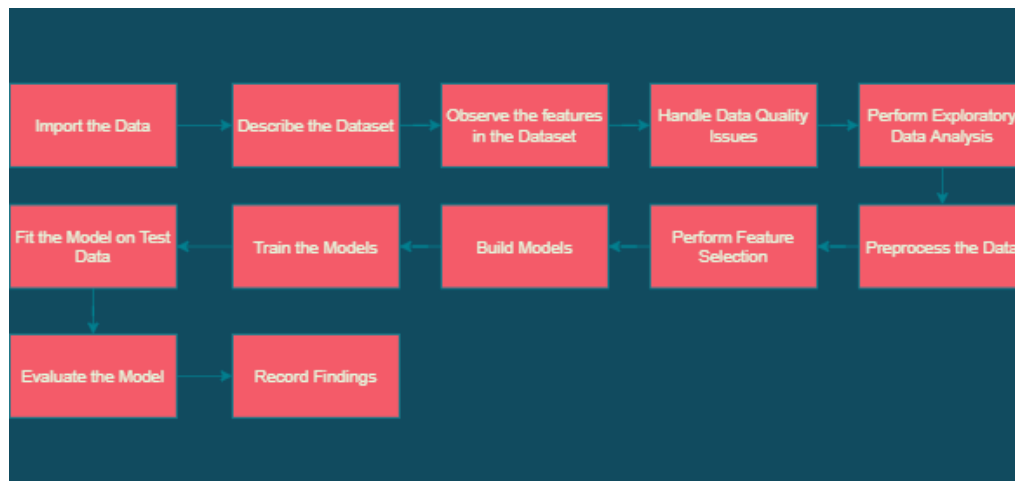 Import the Data
Describe the Dataset
Observe the features
in the Dataset
Handle Data Quality
Issues
Perform Exploratory
Data Analysis
Preprocess the Data
Perform Feature
Selection
Build Models
Train the Models
Fit the Model on Test
Data
Evaluate the Model
Record Findings